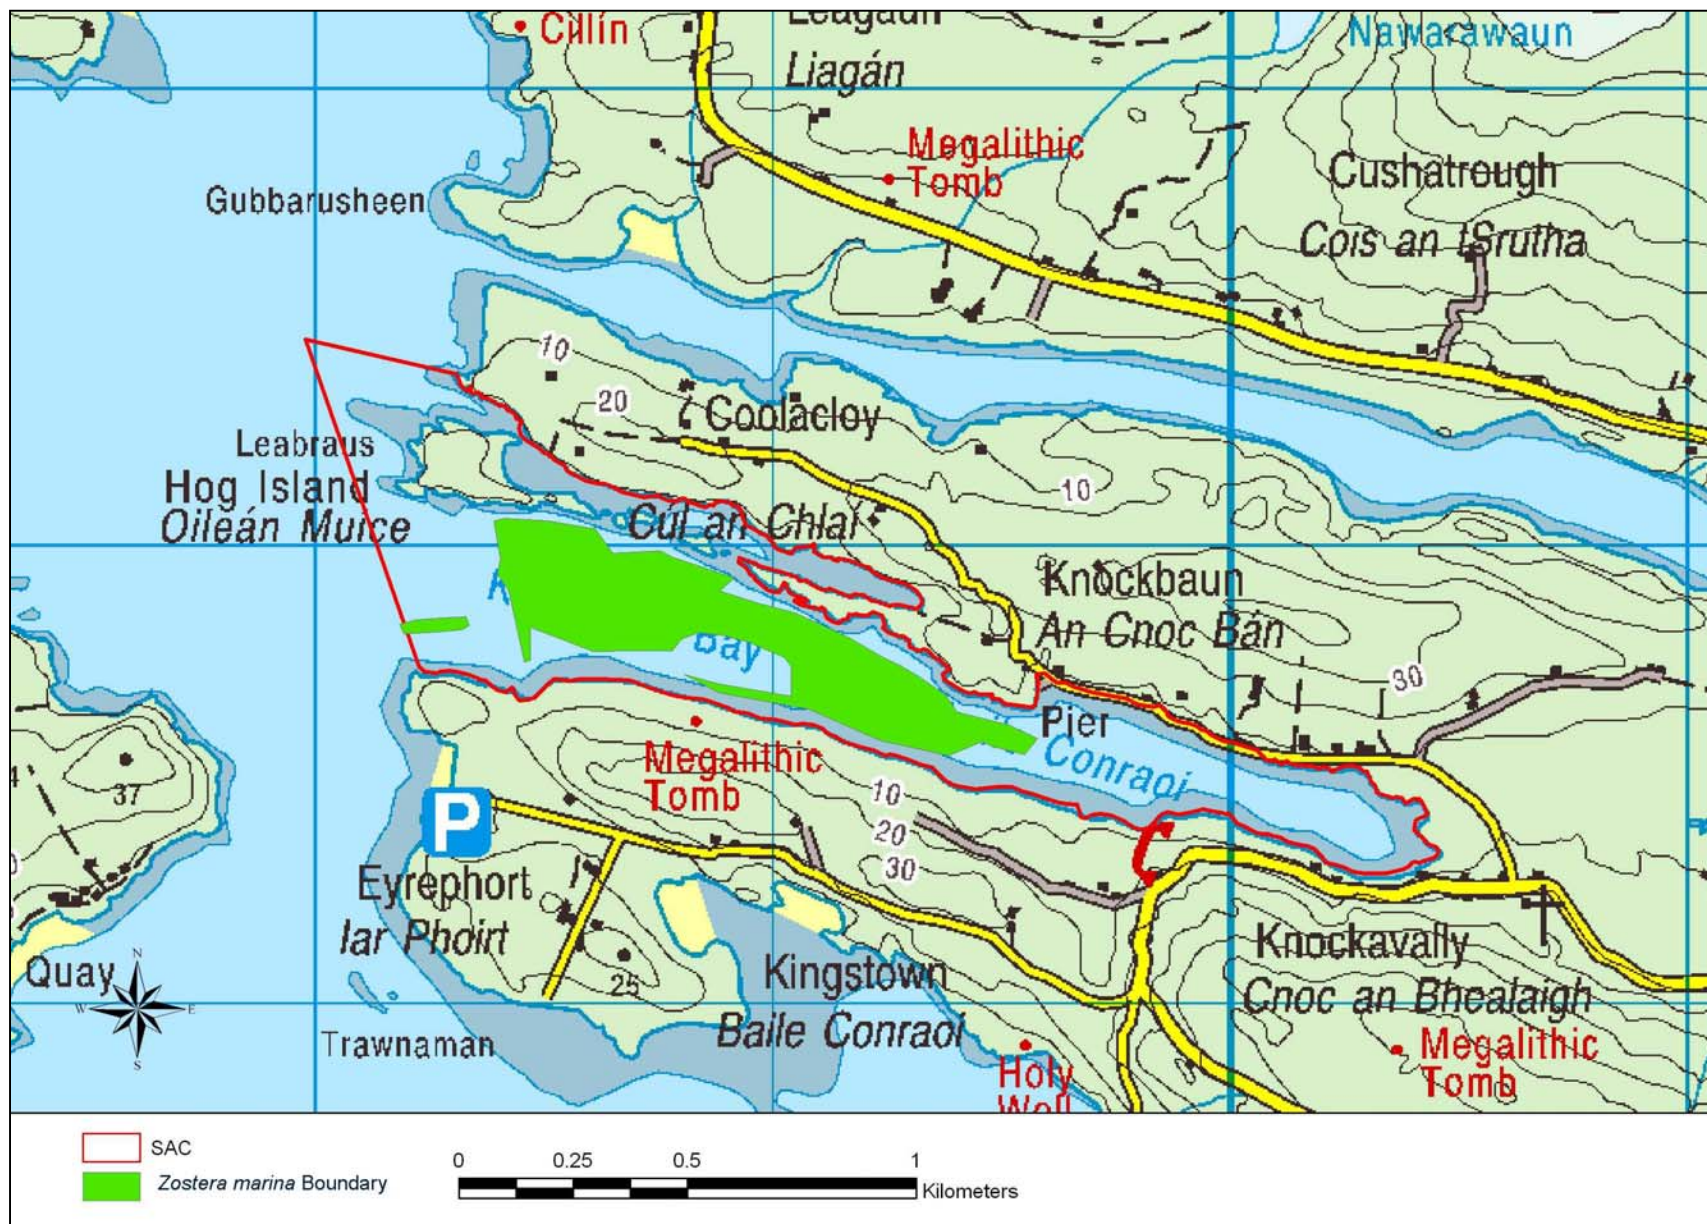 Cillín
Leagaun
Liagán
Nawarawaun
Megalithic
Tomb
Cushatrough
Cois an tSrutha
Gubbarusheen
10
20
Coolacloy
Leabraus
Hog Island
Oileán Muice
Cúl an Chlaí
10
Knockbaun
An Cnoc Bán
Bay
30
Pier
Conraoi
Megalithic
Tomb
10
20
30
37
P
Eyrephort
Iar Phoirt
25
Quay
N
W
E
S
Trawnaman
Kingstown
Baile Conraoi
Knockavally
Cnoc an Bhealaigh
Megalithic
Tomb
Holy
Well
SAC
Zostera marina Boundary
0 0.25 0.5 1
Kilometers